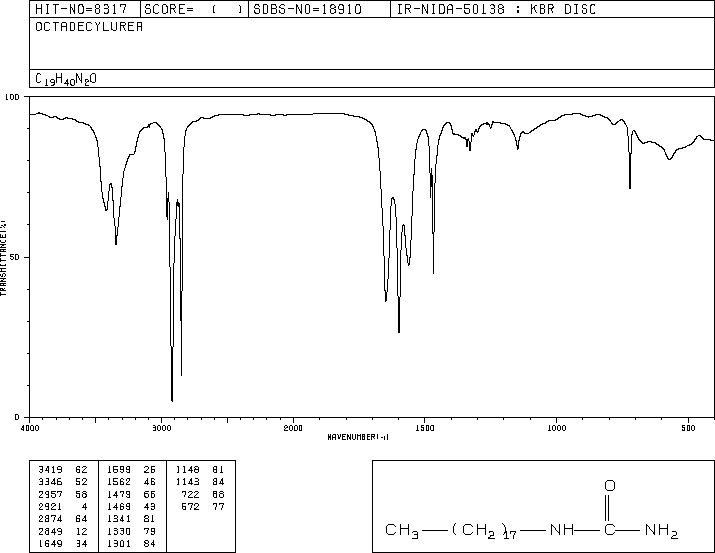 HIT-NO=8317 SCORE= ( ) SDBS-NO=18910 IR-NIDA-50138 : KBR DISC
OCTADECYLUREA
C19H40N2O
100
50
0
TRANSMITTANCE(%)
4000 3000 2000 1500 1000 500
WAVENUMBER(-1)
3419 62 1599 26 1148 81
3346 52 1562 46 1143 84
2957 58 1479 66 722 68
2921 4 1469 43 672 77
2874 64 1341 81
2849 12 1330 79
1649 34 1301 84
O
CH3—(CH2)17—NH—C—NH2